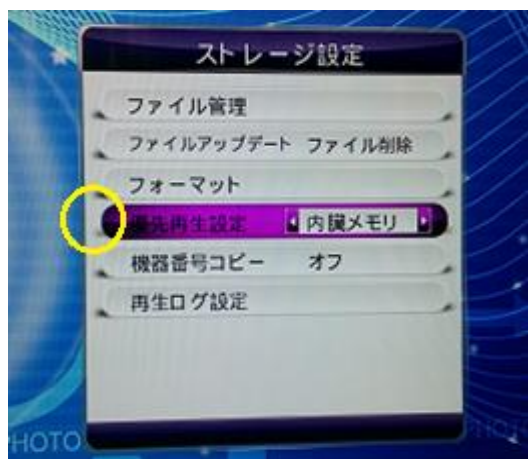 ストレージ設定
ファイル管理
ファイルアップデート ファイル削除
フォーマット
優先再生設定 内臓メモリ
機器番号コピー オフ
再生ログ設定
PHOTO